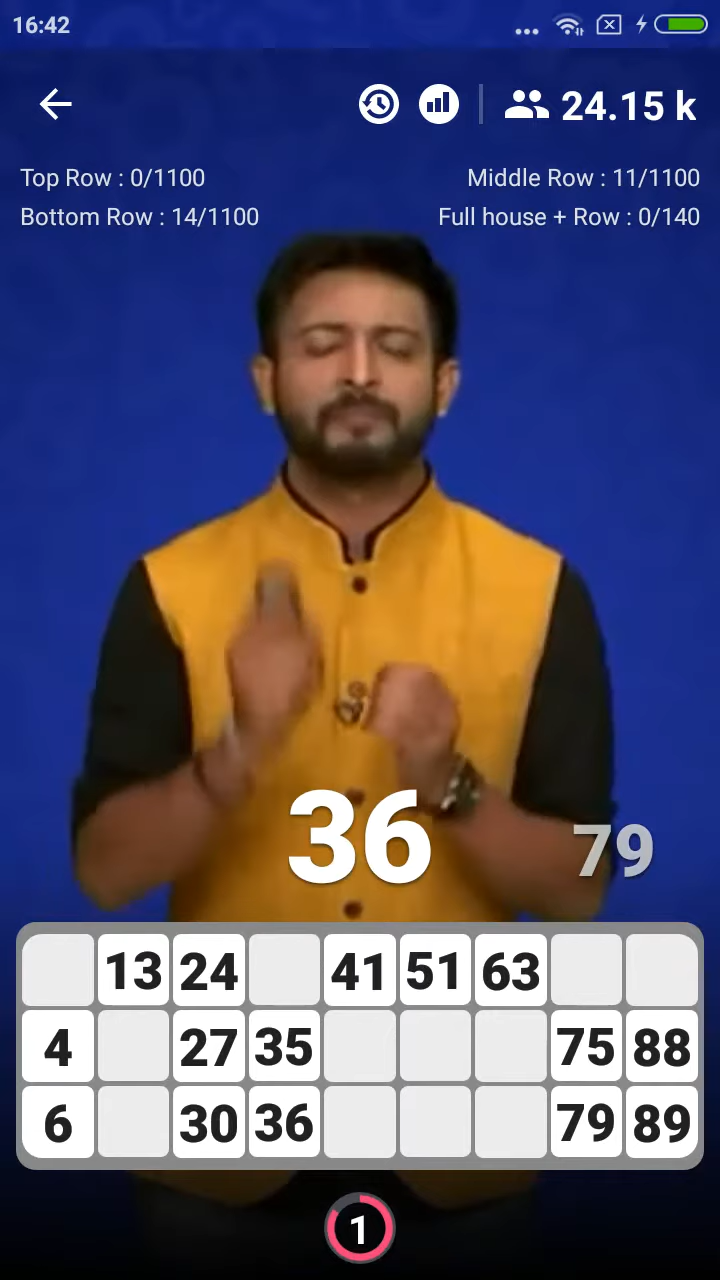 16:42
24.15 k
Top Row : 0/1100 Middle Row : 11/1100
Bottom Row : 14/1100 Full house + Row : 0/140
36 79
13 24 41 51 63
4 27 35 75 88
6 30 36 79 89
1